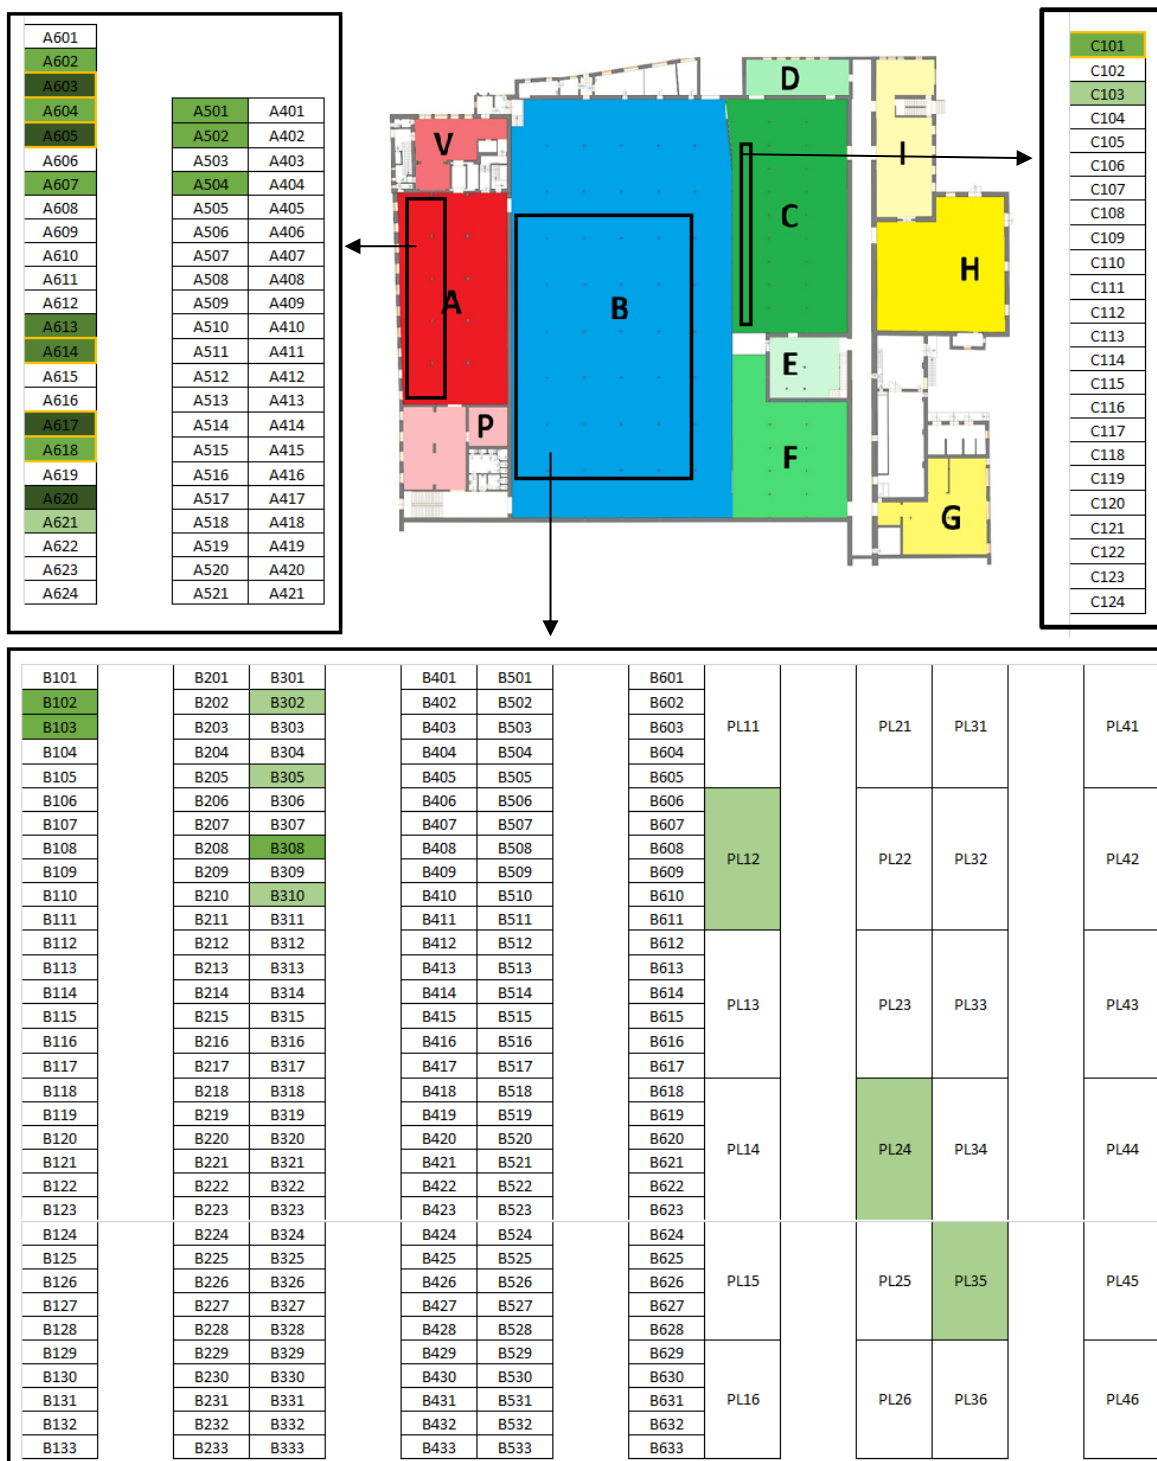 A601
A602
A603
A604
A605
A606
A607
A608
A609
A610
A611
A612
A613
A614
A615
A616
A617
A618
A619
A620
A621
A622
A623
A624
A501 A401
A502 A402
A503 A403
A504 A404
A505 A405
A506 A406
A507 A407
A508 A408
A509 A409
A510 A410
A511 A411
A512 A412
A513 A413
A514 A414
A515 A415
A516 A416
A517 A417
A518 A418
A519 A419
A520 A420
A521 A421
D
V
I
C
H
A
B
E
P
F
G
C101
C102
C103
C104
C105
C106
C107
C108
C109
C110
C111
C112
C113
C114
C115
C116
C117
C118
C119
C120
C121
C122
C123
C124
B101 B201 B301 B401 B501 B601
B102 B202 B302 B402 B502 B602
B103 B203 B303 B403 B503 B603 PL11 PL21 PL31 PL41
B104 B204 B304 B404 B504 B604
B105 B205 B305 B405 B505 B605
B106 B206 B306 B406 B506 B606
B107 B207 B307 B407 B507 B607
B108 B208 B308 B408 B508 B608 PL12 PL22 PL32 PL42
B109 B209 B309 B409 B509 B609
B110 B210 B310 B410 B510 B610
B111 B211 B311 B411 B511 B611
B112 B212 B312 B412 B512 B612
B113 B213 B313 B413 B513 B613
B114 B214 B314 B414 B514 B614 PL13 PL23 PL33 PL43
B115 B215 B315 B415 B515 B615
B116 B216 B316 B416 B516 B616
B117 B217 B317 B417 B517 B617
B118 B218 B318 B418 B518 B618
B119 B219 B319 B419 B519 B619
B120 B220 B320 B420 B520 B620 PL14 PL24 PL34 PL44
B121 B221 B321 B421 B521 B621
B122 B222 B322 B422 B522 B622
B123 B223 B323 B423 B523 B623
B124 B224 B324 B424 B524 B624
B125 B225 B325 B425 B525 B625
B126 B226 B326 B426 B526 B626 PL15 PL25 PL35 PL45
B127 B227 B327 B427 B527 B627
B128 B228 B328 B428 B528 B628
B129 B229 B329 B429 B529 B629
B130 B230 B330 B430 B530 B630
B131 B231 B331 B431 B531 B631 PL16 PL26 PL36 PL46
B132 B232 B332 B432 B532 B632
B133 B233 B333 B433 B533 B633